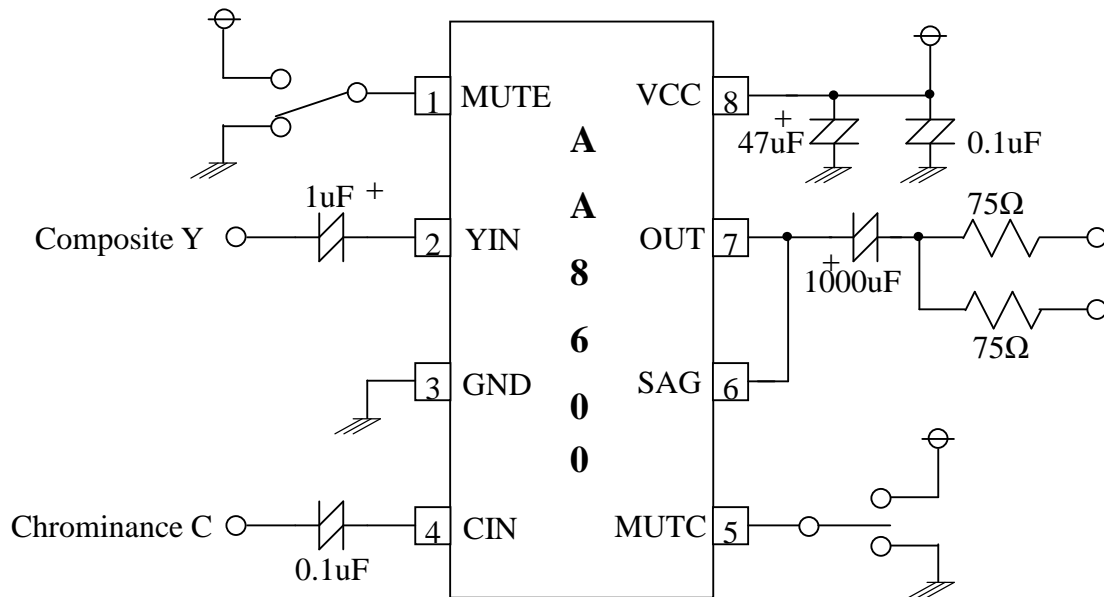 1 MUTE
VCC 8
+
47uF
0.1uF
1uF +
75Ω
Composite Y
2 YIN
OUT 7
+
1000uF
75Ω
3 GND
SAG 6
Chrominance C
4 CIN
MUTC 5
0.1uF
A
A
8
6
0
0